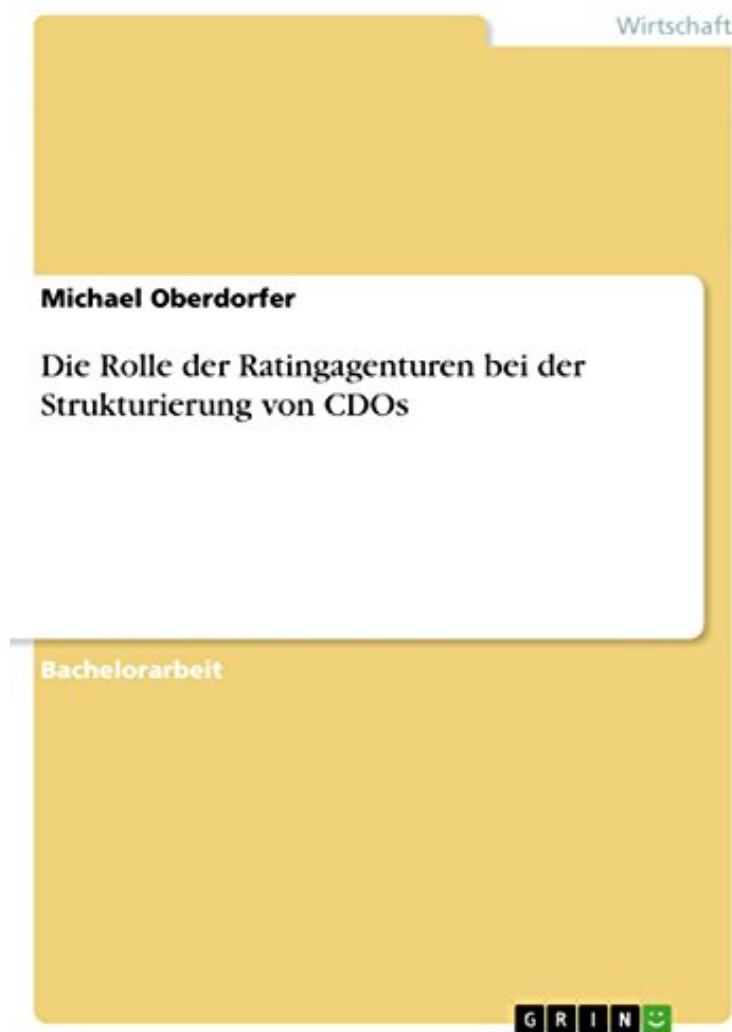 Wirtschaft
Michael Oberdorfer
Die Rolle der Ratingagenturen bei der
Strukturierung von CDOs
Bachelorarbeit
GRIN